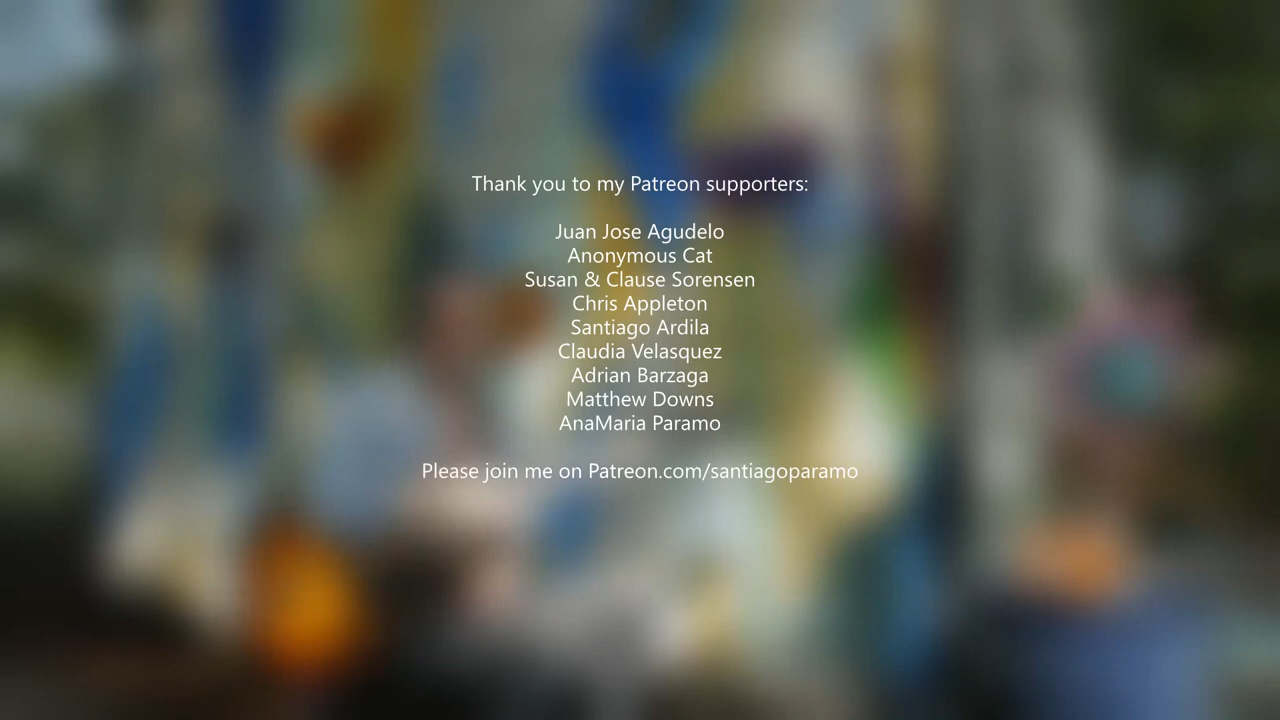 Thank you to my Patreon supporters:
Juan Jose Agudelo
Anonymous Cat
Susan & Clause Sorensen
Chris Appleton
Santiago Ardila
Claudia Velasquez
Adrian Barzaga
Matthew Downs
AnaMaria Paramo
Please join me on Patreon.com/santiagoparamo